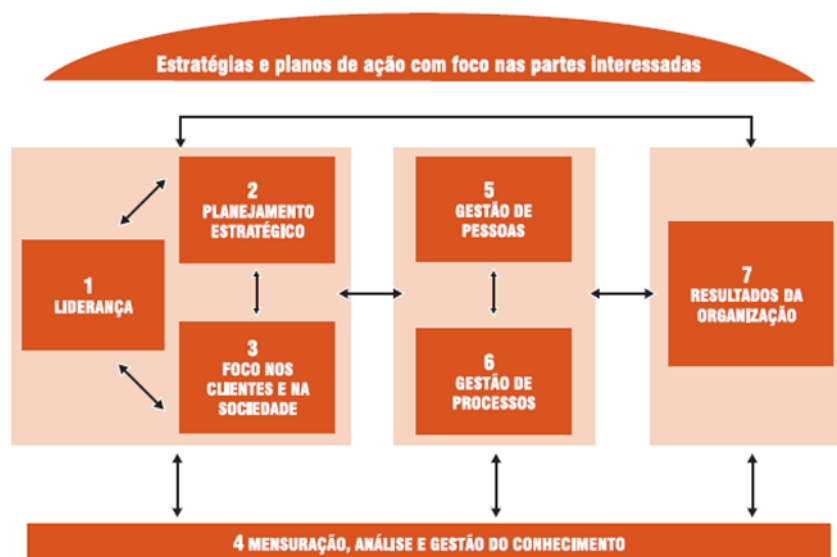 Estratégias e planos de ação com foco nas partes interessadas
1
LIDERANÇA
2
PLANEJAMENTO
ESTRATÉGICO
3
FOCO NOS
CLIENTES E NA
SOCIEDADE
5
GESTÃO DE
PESSOAS
6
GESTÃO DE
PROCESSOS
7
RESULTADOS DA
ORGANIZAÇÃO
4 MENSURAÇÃO, ANÁLISE E GESTÃO DO CONHECIMENTO